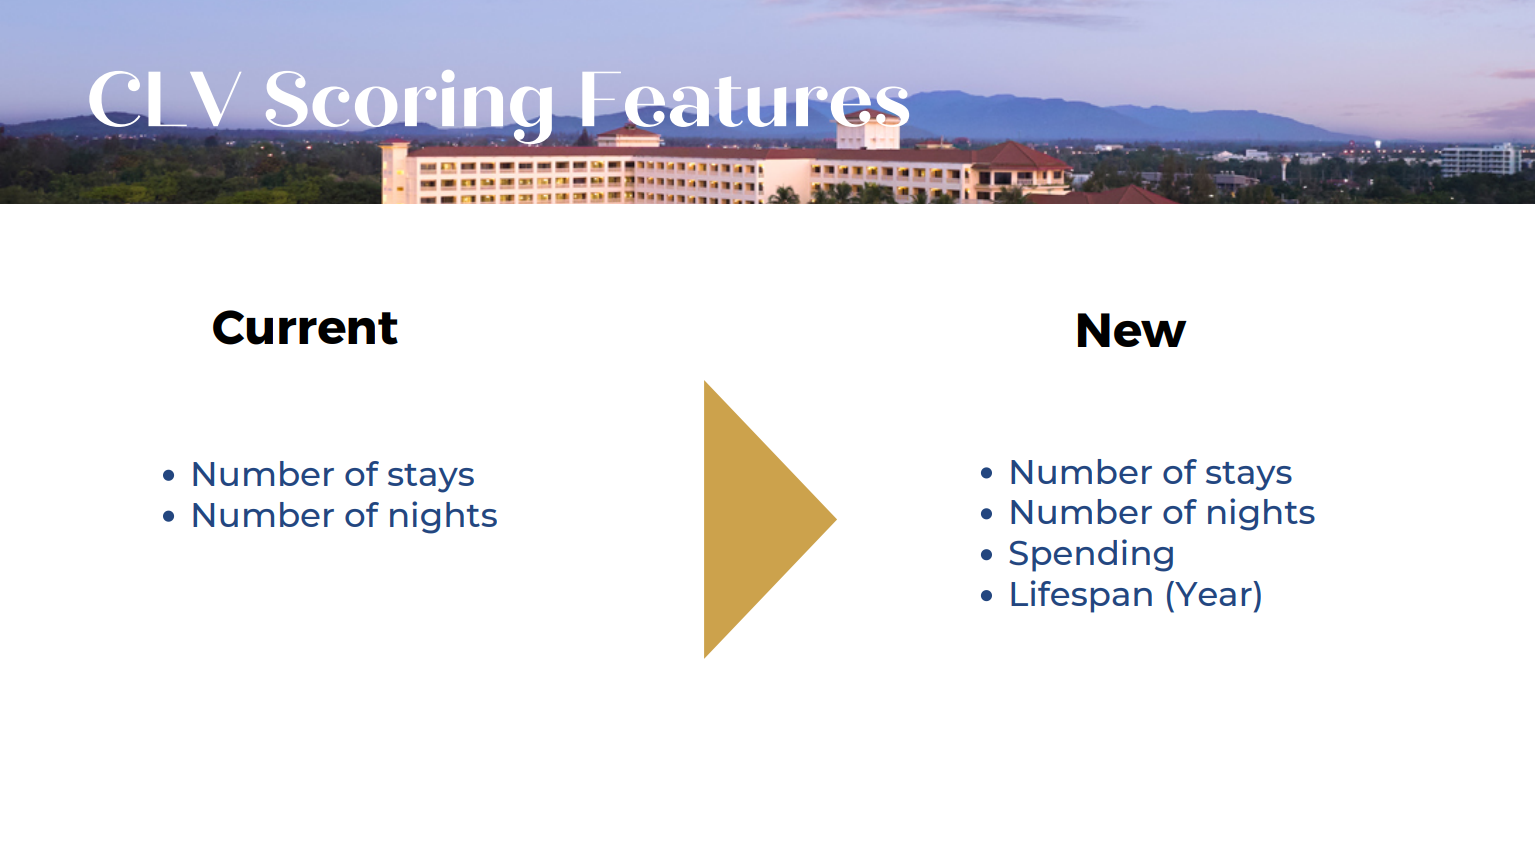 CLV Scoring Features
Current
• Number of stays
• Number of nights
New
• Number of stays
• Number of nights
• Spending
• Lifespan (Year)